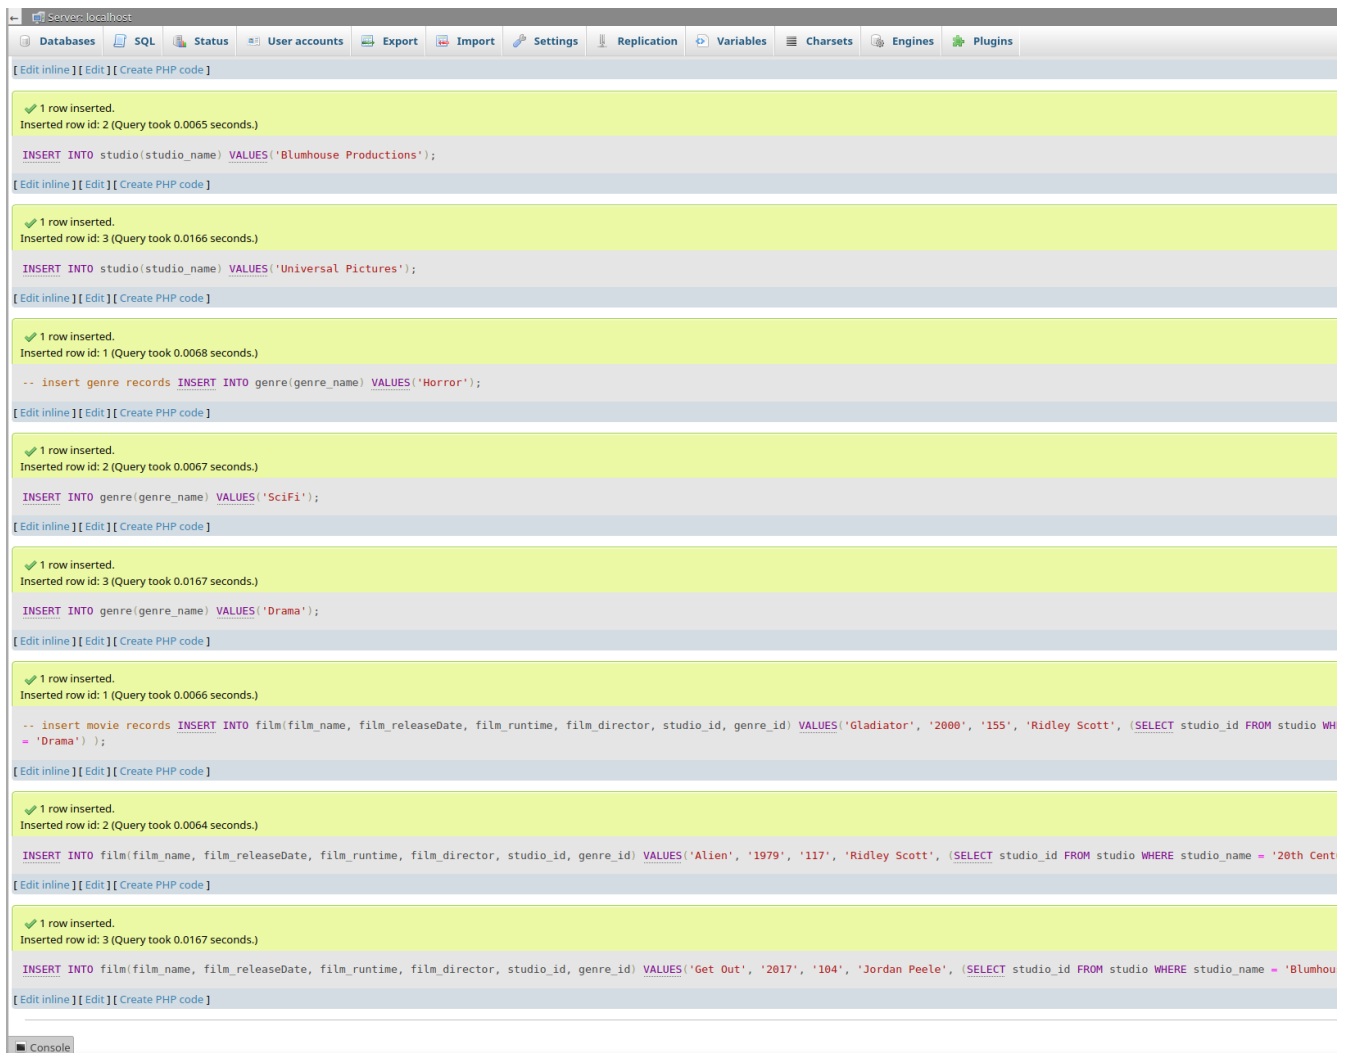 Server: localhost
Databases SQL Status User accounts Export Import Settings Replication Variables Charsets Engines Plugins
[ Edit inline ] [ Edit ] [ Create PHP code ]
1 row inserted.
Inserted row id: 2 (Query took 0.0065 seconds.)
INSERT INTO studio(studio_name) VALUES('Blumhouse Productions');
[ Edit inline ] [ Edit ] [ Create PHP code ]
1 row inserted.
Inserted row id: 3 (Query took 0.0166 seconds.)
INSERT INTO studio(studio_name) VALUES('Universal Pictures');
[ Edit inline ] [ Edit ] [ Create PHP code ]
1 row inserted.
Inserted row id: 1 (Query took 0.0068 seconds.)
-- insert genre records INSERT INTO genre(genre_name) VALUES('Horror');
[ Edit inline ] [ Edit ] [ Create PHP code ]
1 row inserted.
Inserted row id: 2 (Query took 0.0067 seconds.)
INSERT INTO genre(genre_name) VALUES('SciFi');
[ Edit inline ] [ Edit ] [ Create PHP code ]
1 row inserted.
Inserted row id: 3 (Query took 0.0167 seconds.)
INSERT INTO genre(genre_name) VALUES('Drama');
[ Edit inline ] [ Edit ] [ Create PHP code ]
1 row inserted.
Inserted row id: 1 (Query took 0.0066 seconds.)
-- insert movie records INSERT INTO film(film_name, film_releaseDate, film_runtime, film_director, studio_id, genre_id) VALUES('Gladiator', '2000', '155', 'Ridley Scott', (SELECT studio_id FROM studio WH
= 'Drama') );
[ Edit inline ] [ Edit ] [ Create PHP code ]
1 row inserted.
Inserted row id: 2 (Query took 0.0064 seconds.)
INSERT INTO film(film_name, film_releaseDate, film_runtime, film_director, studio_id, genre_id) VALUES('Alien', '1979', '117', 'Ridley Scott', (SELECT studio_id FROM studio WHERE studio_name = '20th Cent
[ Edit inline ] [ Edit ] [ Create PHP code ]
1 row inserted.
Inserted row id: 3 (Query took 0.0167 seconds.)
INSERT INTO film(film_name, film_releaseDate, film_runtime, film_director, studio_id, genre_id) VALUES('Get Out', '2017', '104', 'Jordan Peele', (SELECT studio_id FROM studio WHERE studio_name = 'Blumhou
[ Edit inline ] [ Edit ] [ Create PHP code ]
Console